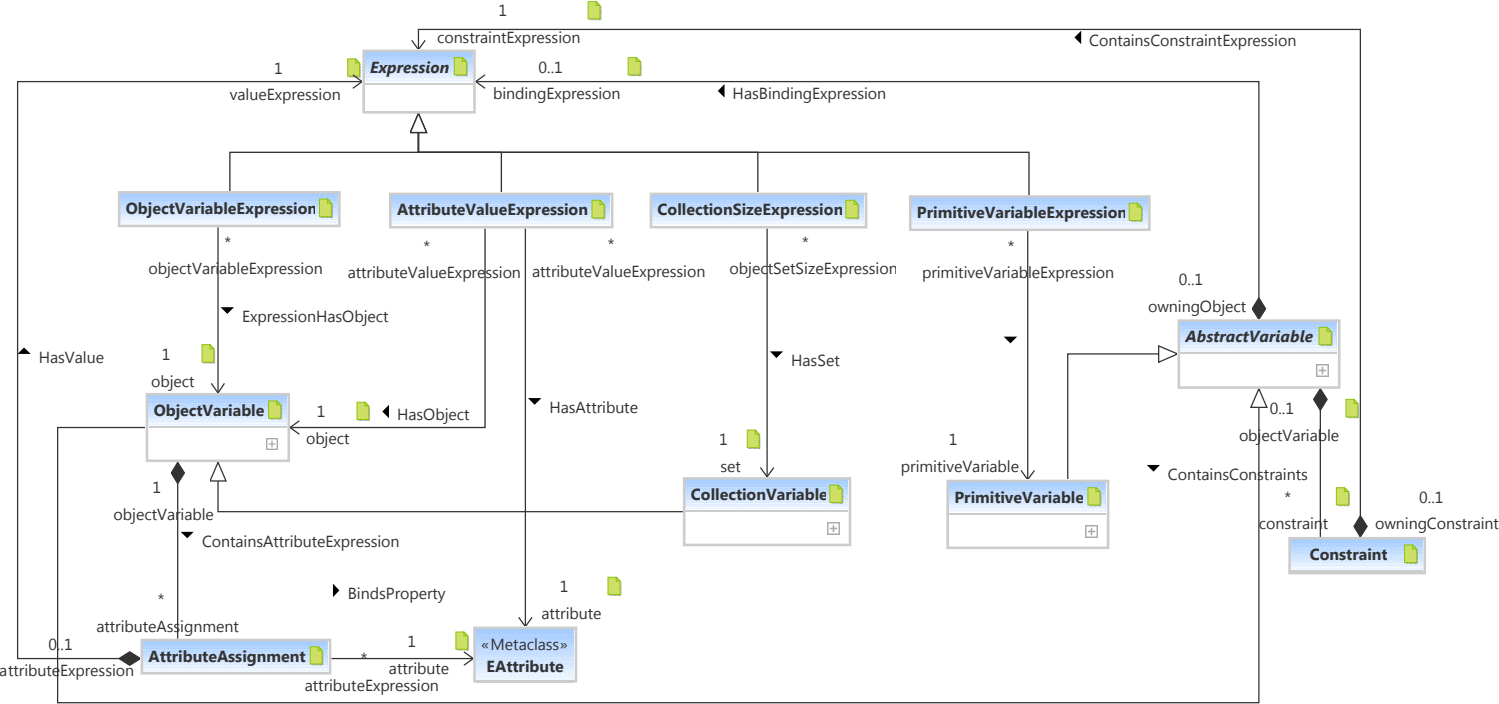 1
constraintExpression
ContainsConstraintExpression
1
Expression
0..1
valueExpression
bindingExpression
HasBindingExpression
ObjectVariableExpression
AttributeValueExpression
CollectionSizeExpression
PrimitiveVariableExpression
*
*
*
*
*
objectVariableExpression
attributeValueExpression
attributeValueExpression
objectSetSizeExpression
primitiveVariableExpression
0..1
owningObject
ExpressionHasObject
AbstractVariable
HasValue
1
object
HasSet
ObjectVariable
1
HasObject
object
HasAttribute
0..1
objectVariable
1
set
1
primitiveVariable
ContainsConstraints
1
objectVariable
CollectionVariable
PrimitiveVariable
*
constraint
0..1
owningConstraint
ContainsAttributeExpression
Constraint
BindsProperty
1
attribute
*
attributeAssignment
0..1
attributeExpression
AttributeAssignment
*
attributeExpression
1
attribute
«Metaclass»
EAttribute